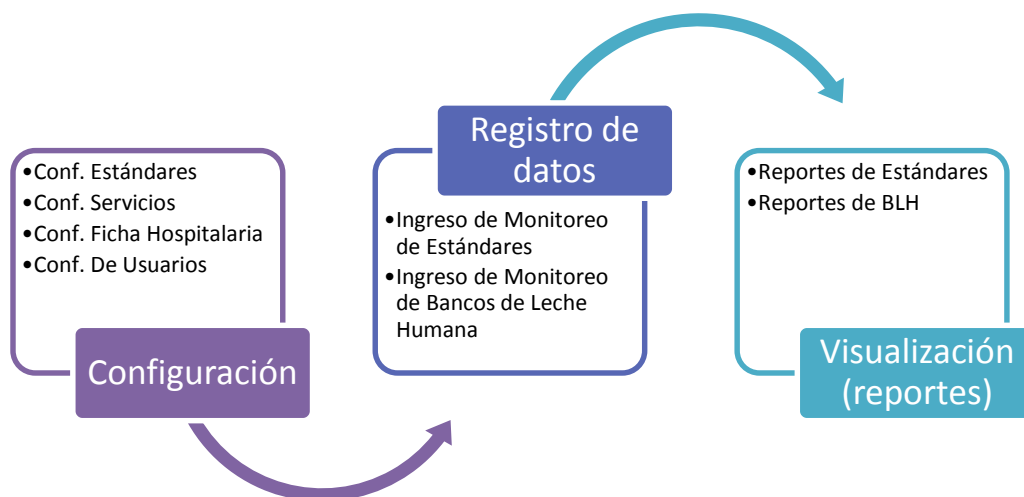 •Conf. Estándares
•Conf. Servicios
•Conf. Ficha Hospitalaria
•Conf. De Usuarios
Configuración
Registro de
datos
•Ingreso de Monitoreo
de Estándares
•Ingreso de Monitoreo
de Bancos de Leche
Humana
•Reportes de Estándares
•Reportes de BLH
Visualización
(reportes)